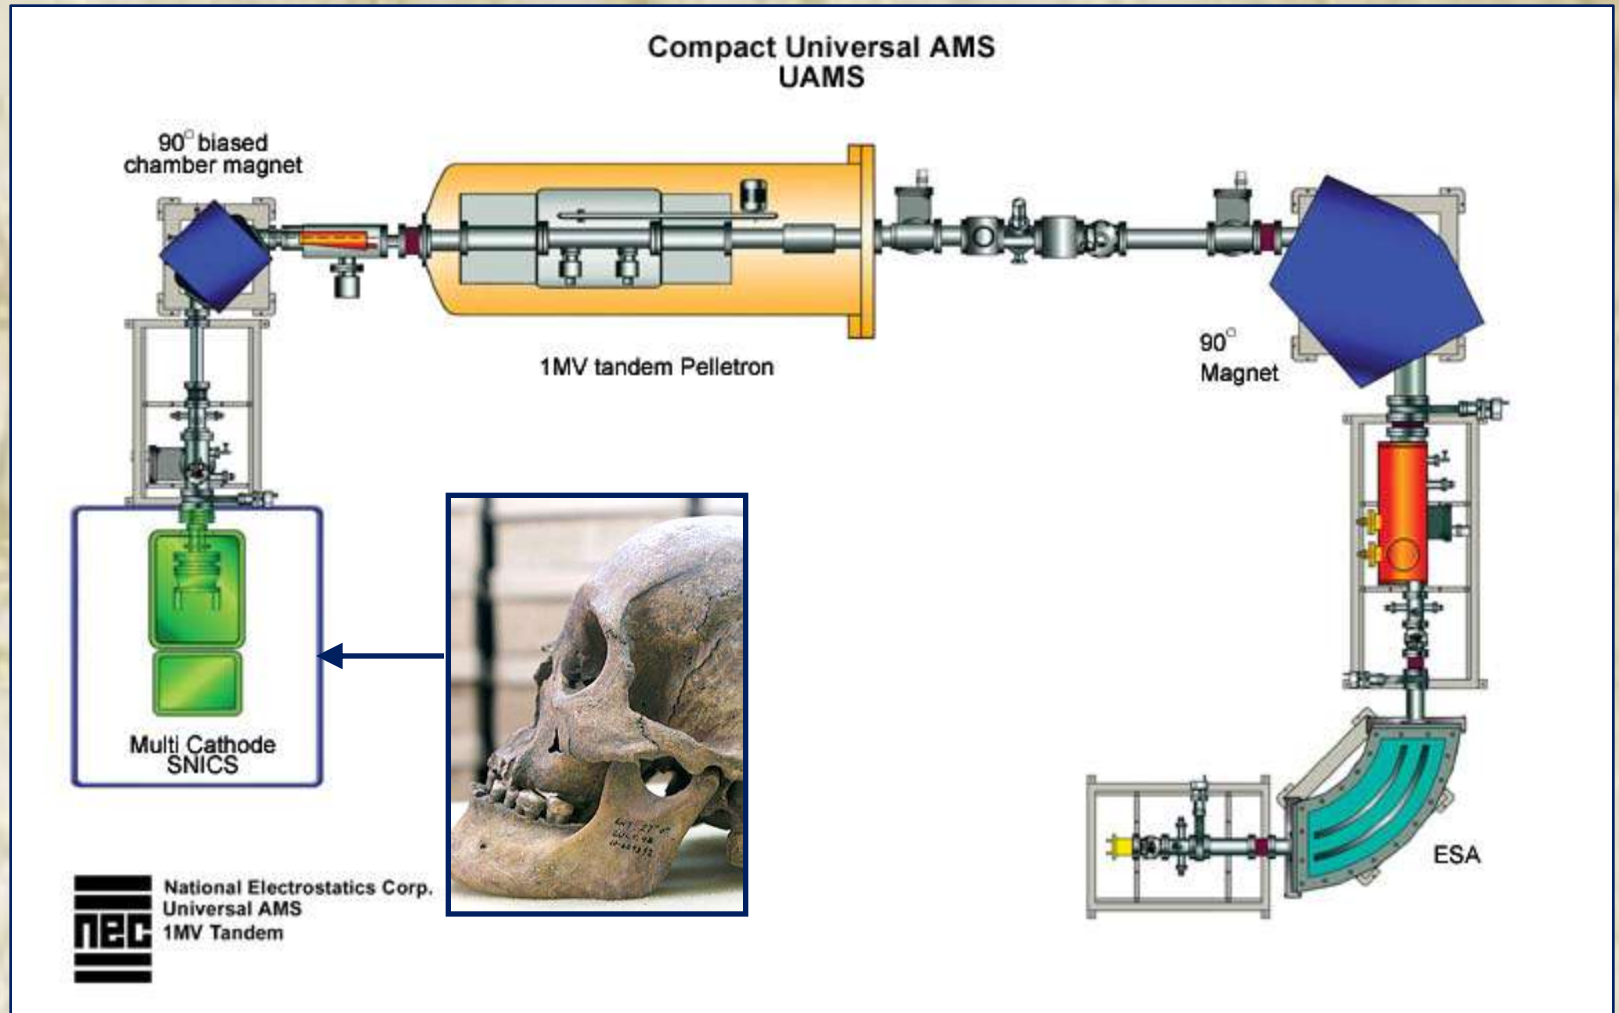 Compact Universal AMS
UAMS
90° biased
chamber magnet
1MV tandem Pelletron
90°
Magnet
Multi Cathode
SNICS
ESA
nec
National Electrostatics Corp.
Universal AMS
1MV Tandem